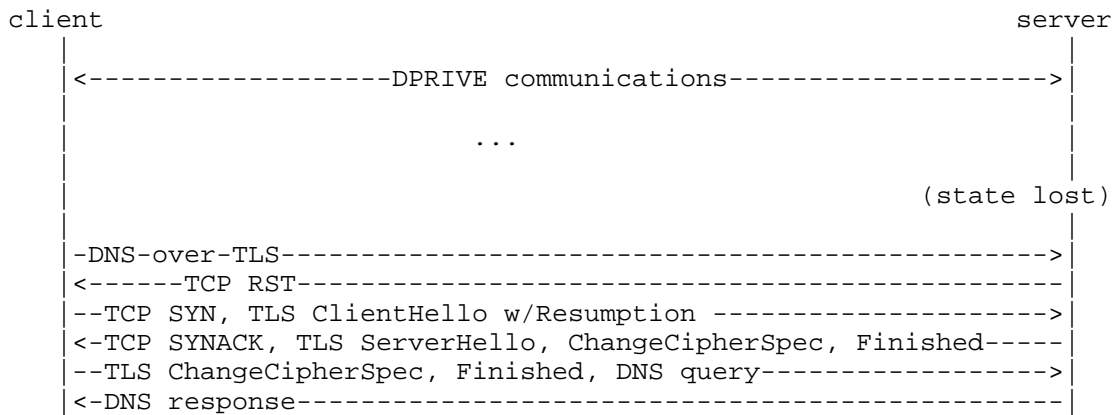 client server
<-------------------DPRIVE communications-------------------->
...
(state lost)
-DNS-over-TLS------------------------------------------------>
<------TCP RST------------------------------------------------
--TCP SYN, TLS ClientHello w/Resumption --------------------->
<-TCP SYNACK, TLS ServerHello, ChangeCipherSpec, Finished-----
--TLS ChangeCipherSpec, Finished, DNS query------------------>
<-DNS response------------------------------------------------